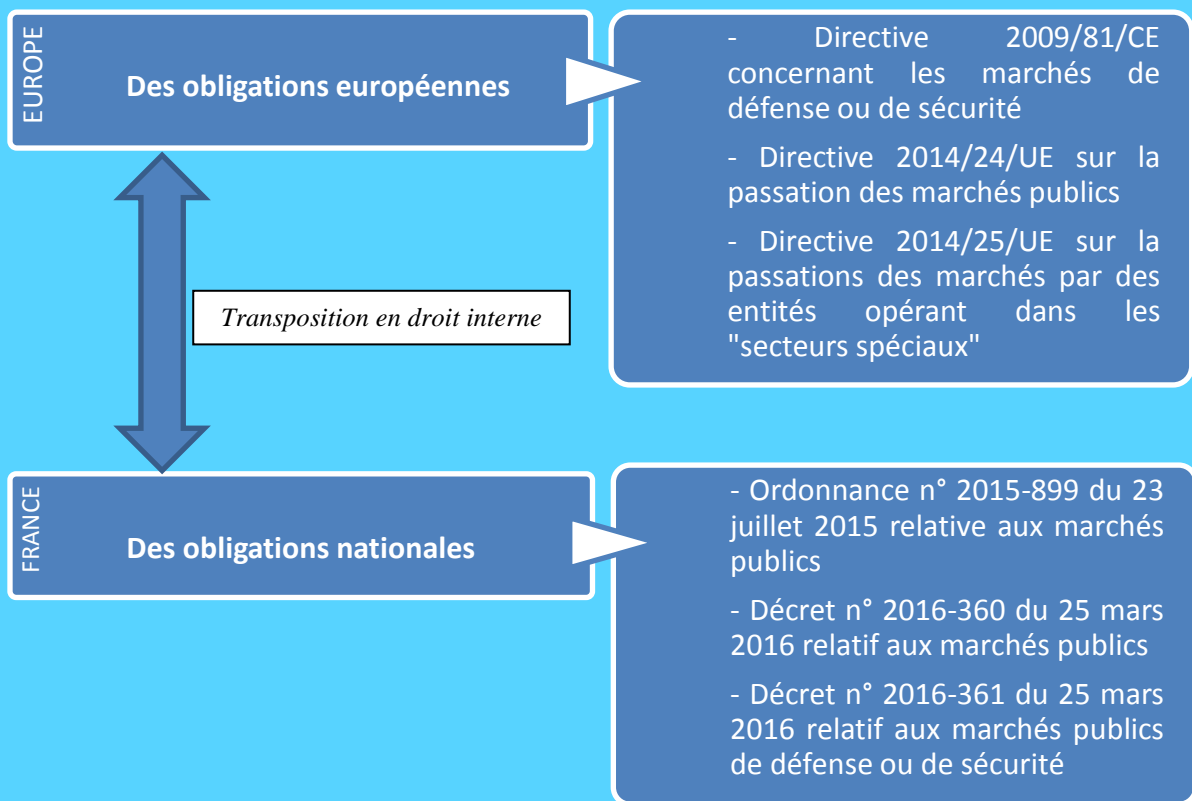 EUROPE
Des obligations européennes
- Directive 2009/81/CE
concernant les marchés de
défense ou de sécurité
- Directive 2014/24/UE sur la
passation des marchés publics
- Directive 2014/25/UE sur la
passations des marchés par des
entités opérant dans les
"secteurs spéciaux"
Transposition en droit interne
FRANCE
Des obligations nationales
- Ordonnance n° 2015-899 du 23
juillet 2015 relative aux marchés
publics
- Décret n° 2016-360 du 25 mars
2016 relatif aux marchés publics
- Décret n° 2016-361 du 25 mars
2016 relatif aux marchés publics
de défense ou de sécurité